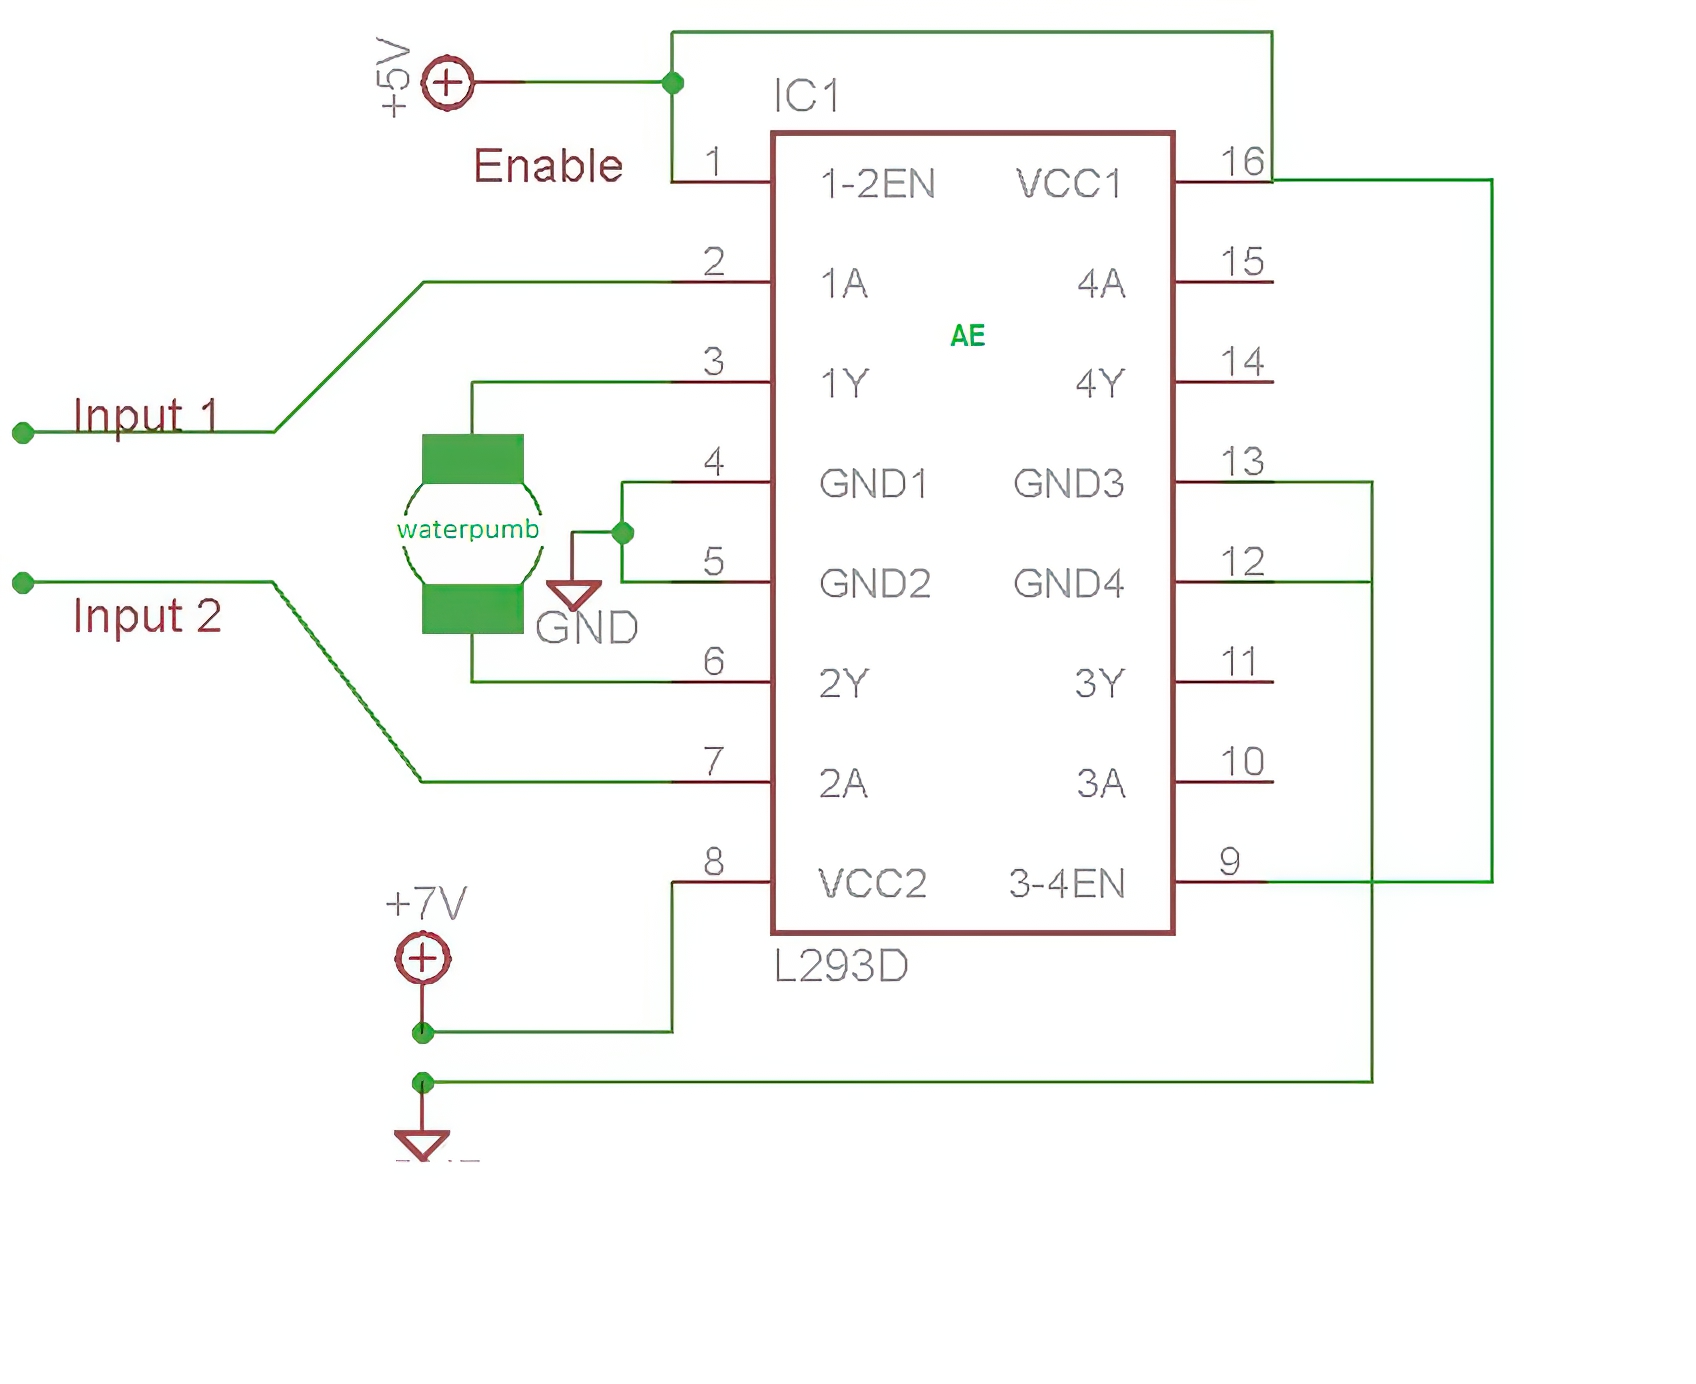 +5V
IC1
Enable
1
1-2EN
VCC1
16
2
1A
4A
15
AE
3
1Y
4Y
14
Input 1
4
GND1
GND3
13
waterpumb
5
GND2
GND4
12
Input 2
GND
6
2Y
3Y
11
7
2A
3A
10
8
VCC2
3-4EN
9
+7V
L293D